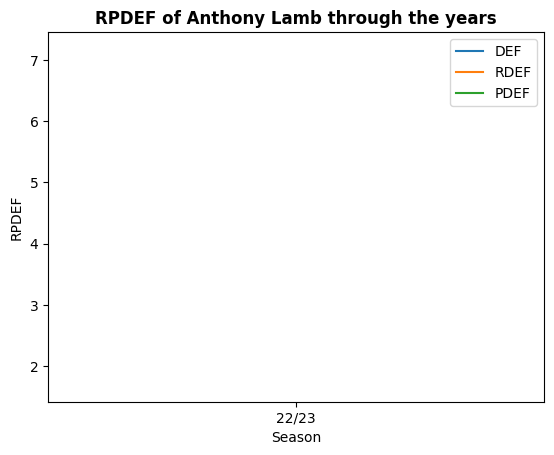 RPDEF of Anthony Lamb through the years
DEF
RDEF
PDEF
7
6
5
4
3
2
RPDEF
22/23
Season